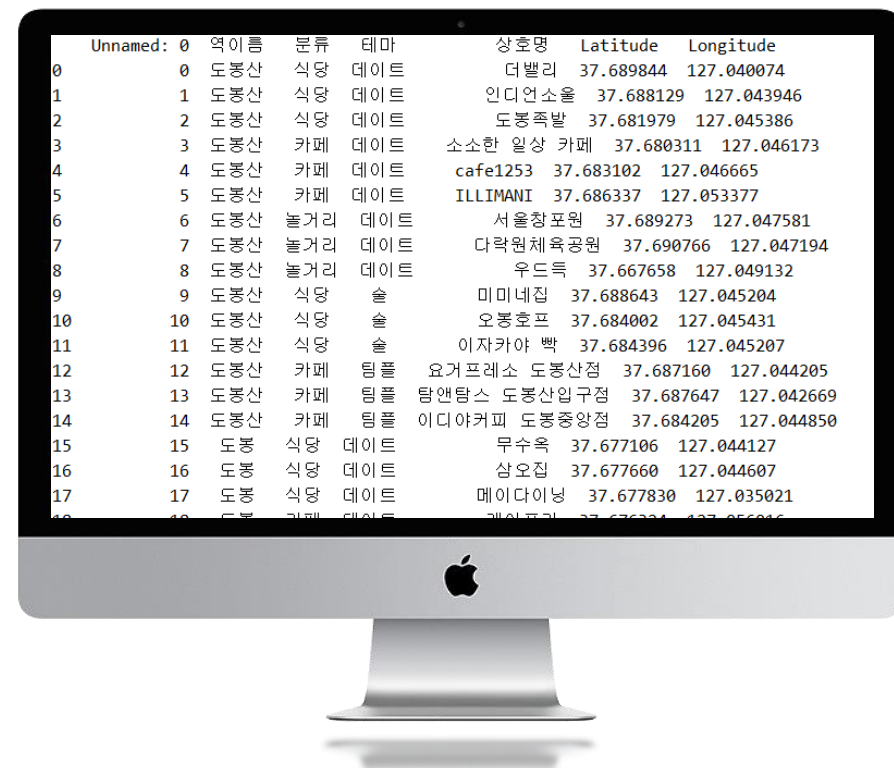 Unnamed: 0 역이름 분류 테마 상호명 Latitude Longitude
0 0 도봉산 식당 데이트 더밸리 37.689844 127.040074
1 1 도봉산 식당 데이트 인디언소울 37.688129 127.043946
2 2 도봉산 식당 데이트 도봉족발 37.681979 127.045386
3 3 도봉산 카페 데이트 소소한 일상 카페 37.680311 127.046173
4 4 도봉산 카페 데이트 cafe1253 37.683102 127.046665
5 5 도봉산 카페 데이트 ILLIMANI 37.686337 127.053377
6 6 도봉산 놀거리 데이트 서울창포원 37.689273 127.047581
7 7 도봉산 놀거리 데이트 다락원체육공원 37.690766 127.047194
8 8 도봉산 놀거리 데이트 우드득 37.667658 127.049132
9 9 도봉산 식당 술 미미네집 37.688643 127.045204
10 10 도봉산 식당 술 오봉호프 37.684002 127.045431
11 11 도봉산 식당 술 이자카야 빽 37.684396 127.045207
12 12 도봉산 카페 팀플 요거프레소 도봉산점 37.687160 127.044205
13 13 도봉산 카페 팀플 탐앤탐스 도봉산입구점 37.687647 127.042669
14 14 도봉산 카페 팀플 이디야커피 도봉중앙점 37.684205 127.044850
15 15 도봉 식당 데이트 무수옥 37.677106 127.044127
16 16 도봉 식당 데이트 삼오집 37.677660 127.044607
17 17 도봉 식당 데이트 메이다이닝 37.677830 127.035021